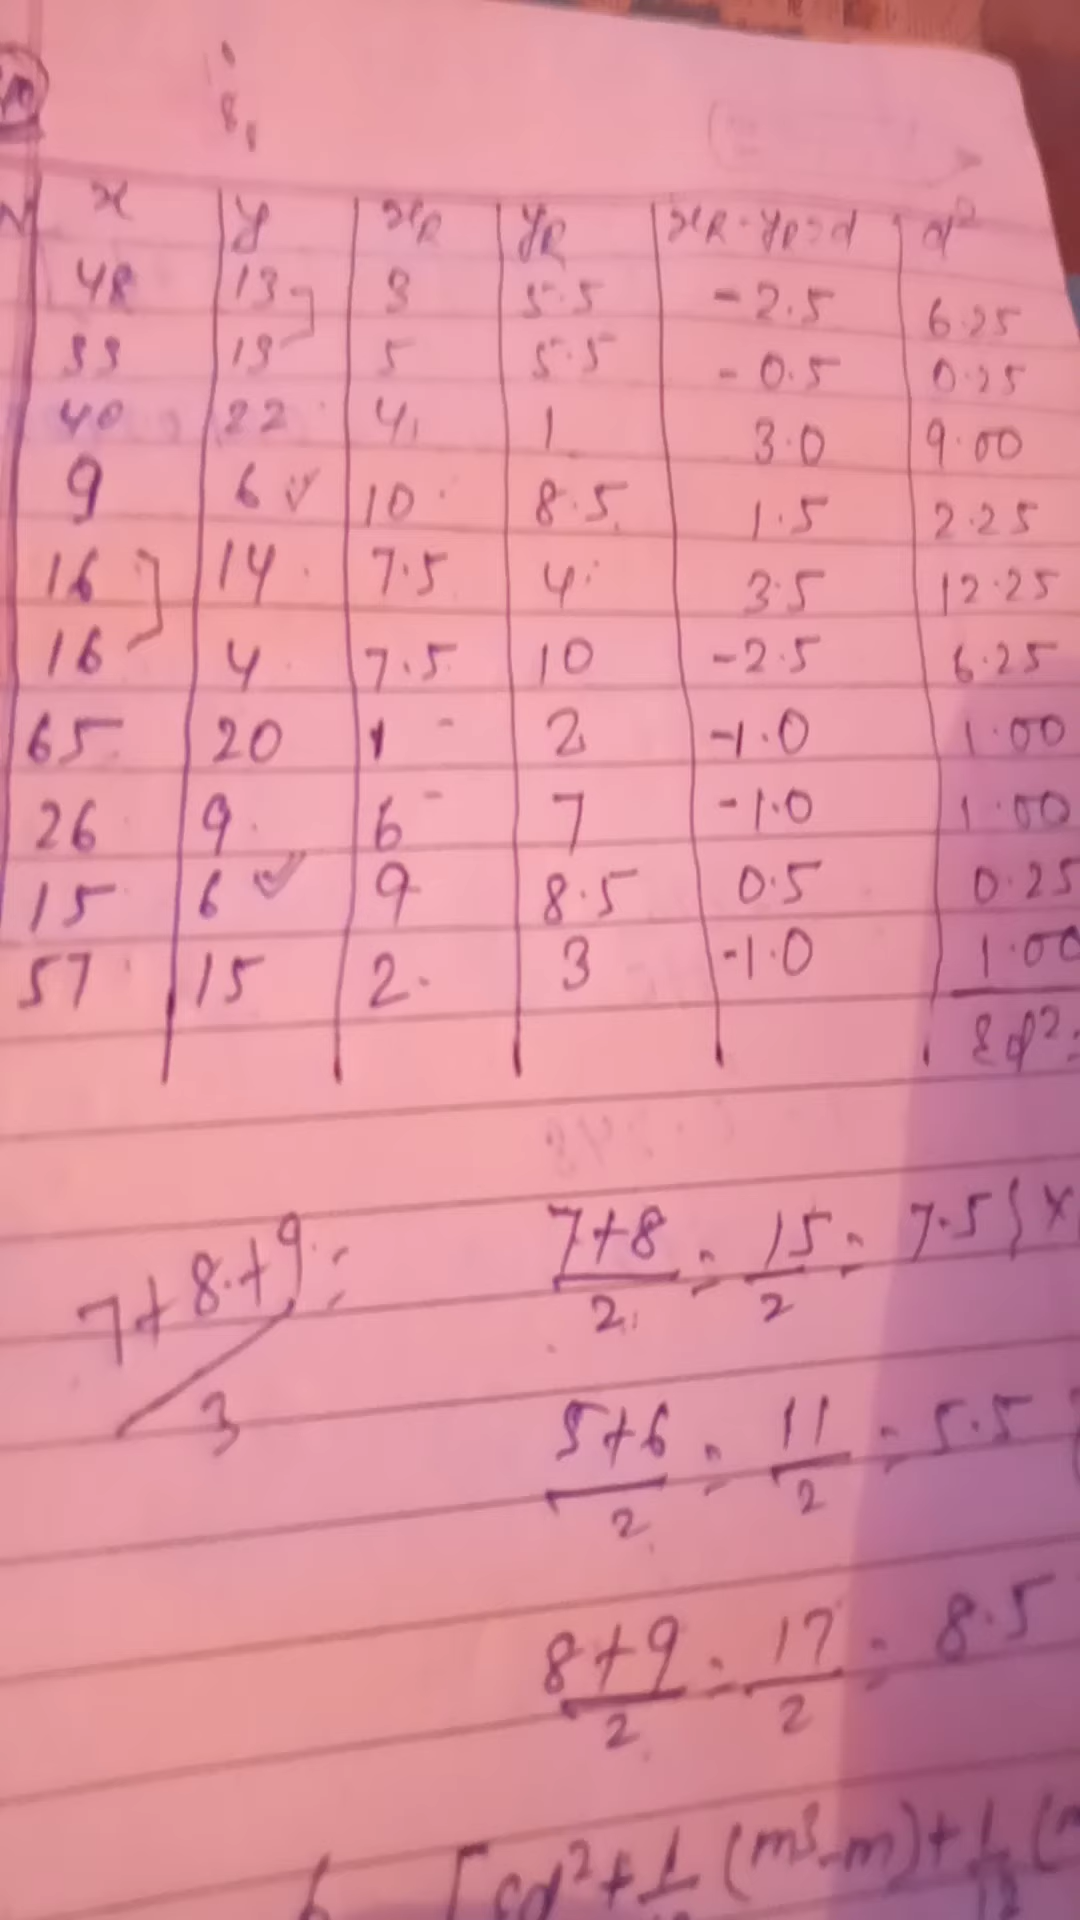 x y xR yR xR-yR=d d²
48 13 3 5.5 -2.5 6.25
33 13 5 5.5 -0.5 0.25
40 22 4 1 3.0 9.00
9 6 ✓ 10 8.5 1.5 2.25
16 14 7.5 4 3.5 12.25
16 4 7.5 10 -2.5 6.25
65 20 1 2 -1.0 1.00
26 9 6 7 -1.0 1.00
15 6 ✓ 9 8.5 0.5 0.25
57 15 2 3 -1.0 1.00
Σd²=
7+8+9/3 =
7+8/2 = 15/2 = 7.5} x
5+6/2 = 11/2 = 5.5
8+9/2 = 17/2 = 8.5
6 [Σd²+1 (m³-m)+1/12 (m